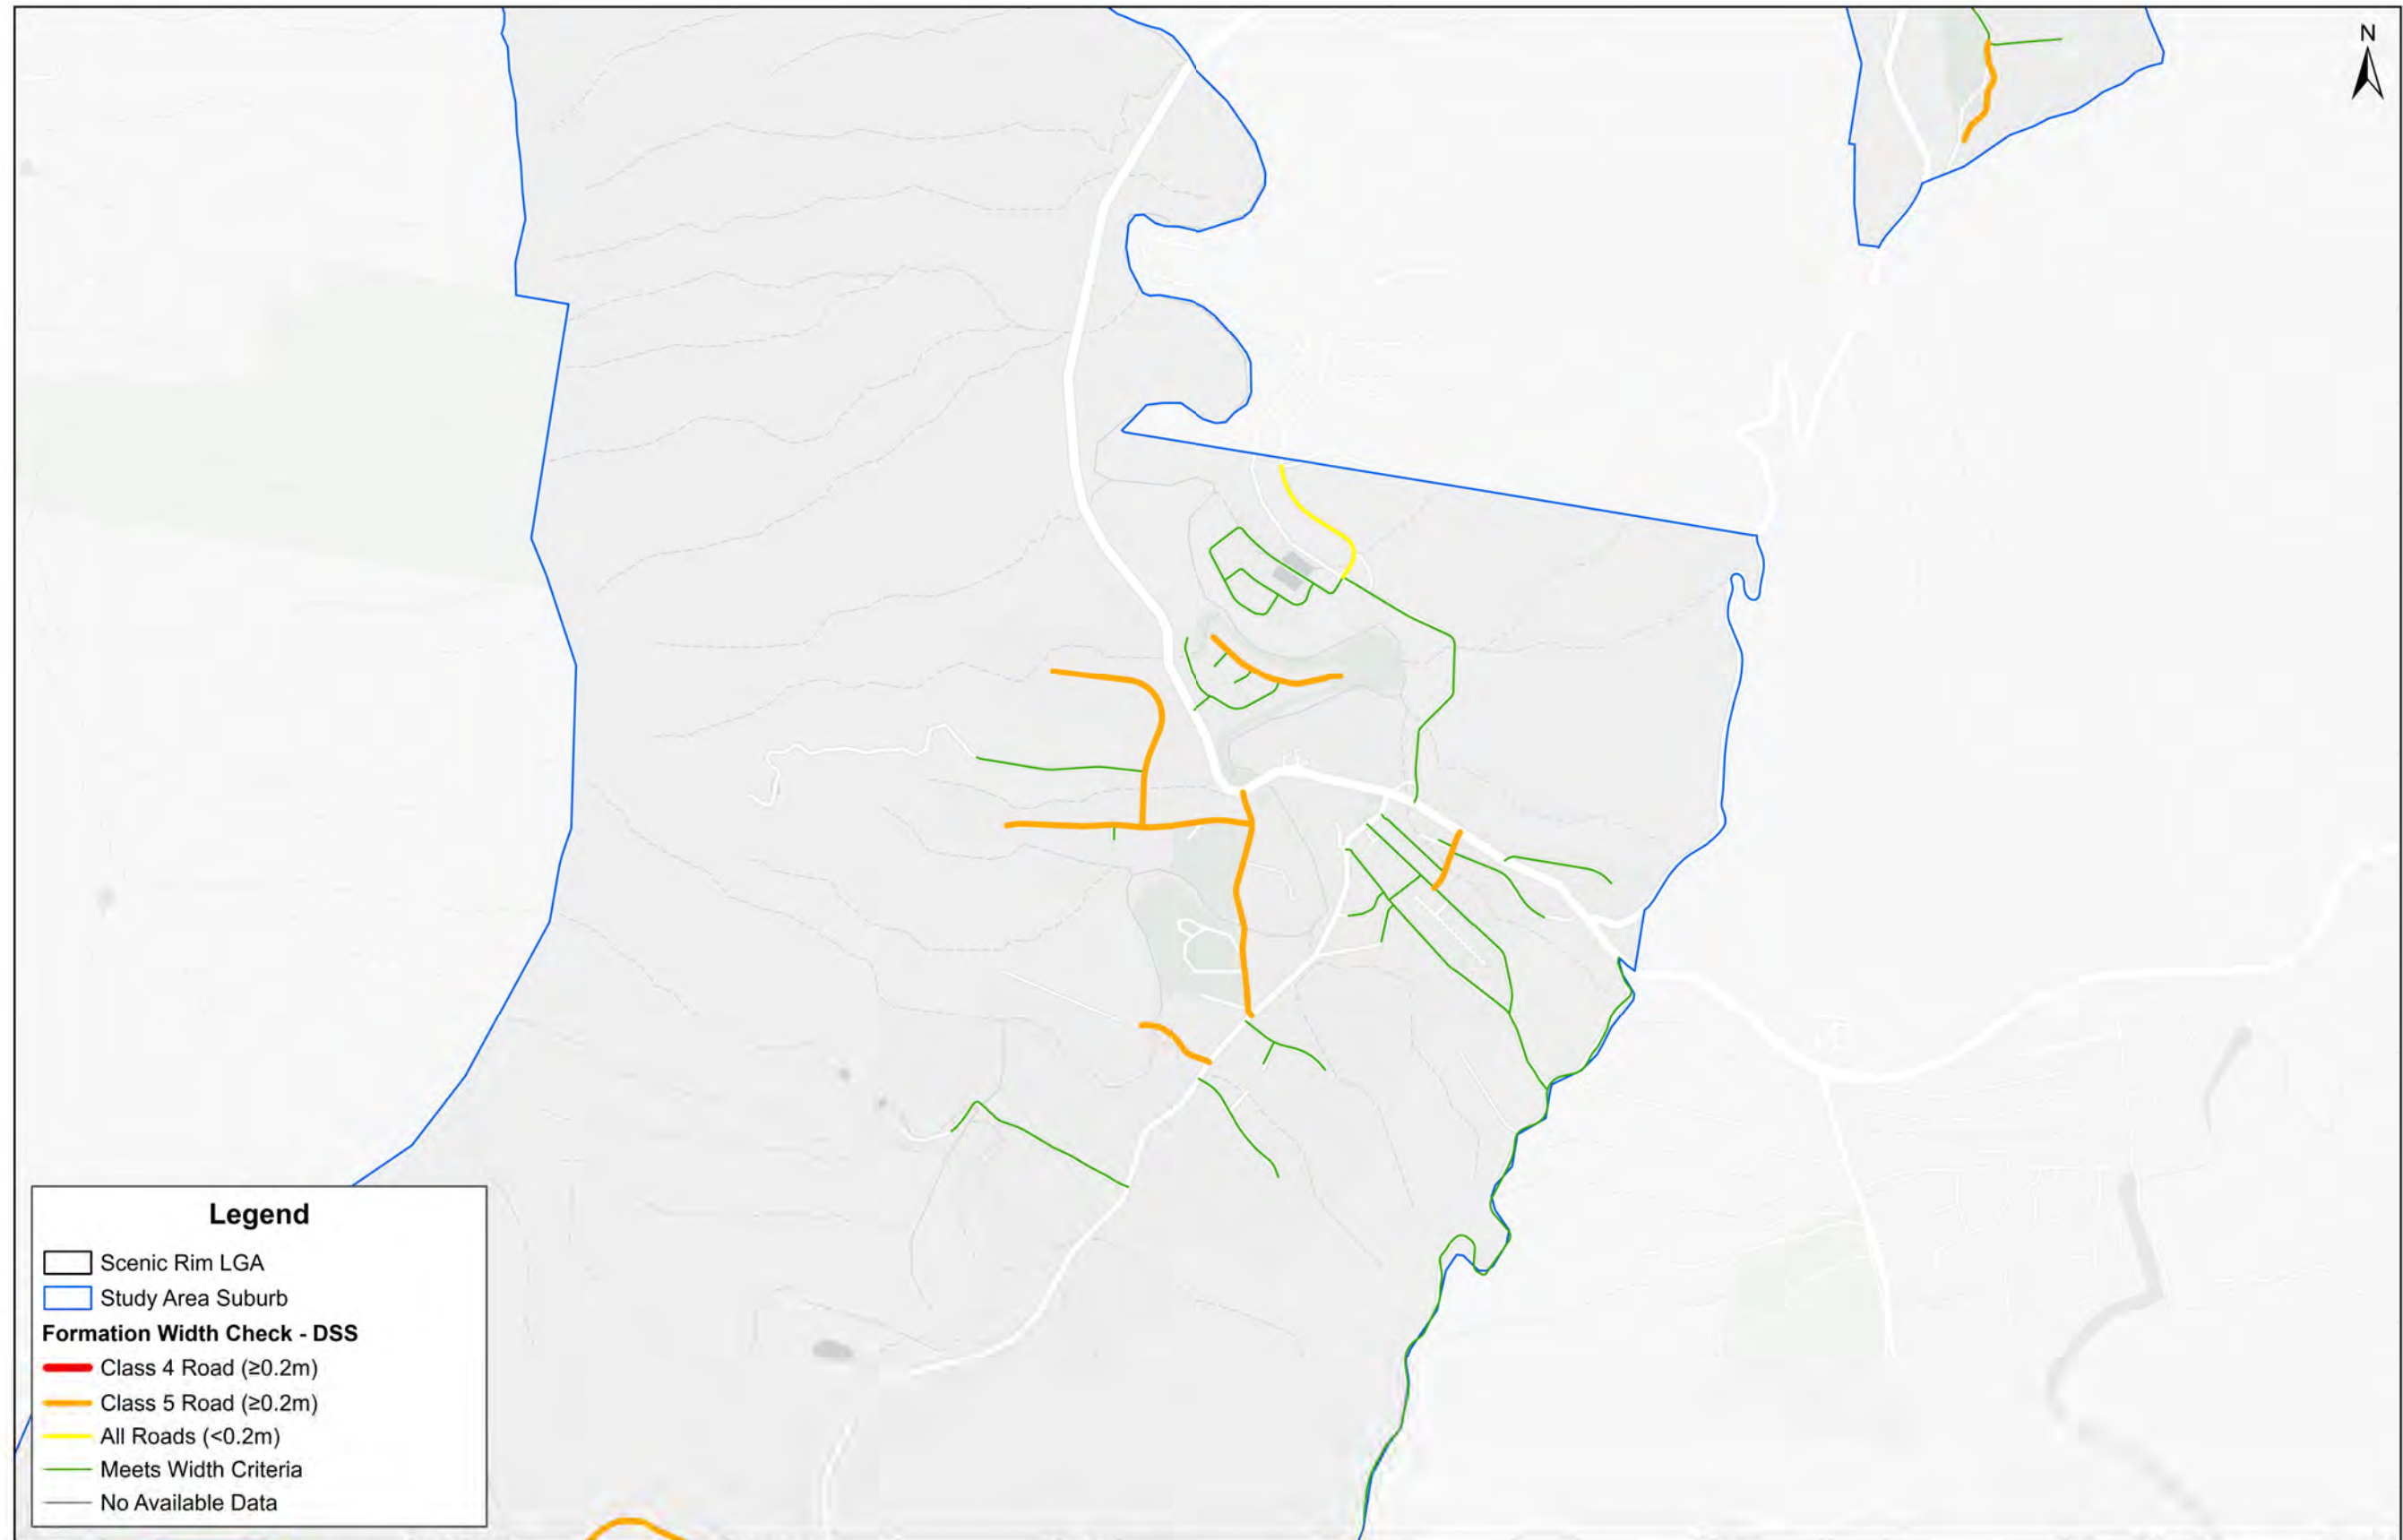 N
Legend
Scenic Rim LGA
Study Area Suburb
Formation Width Check - DSS
Class 4 Road (≥0.2m)
Class 5 Road (≥0.2m)
All Roads (<0.2m)
Meets Width Criteria
No Available Data